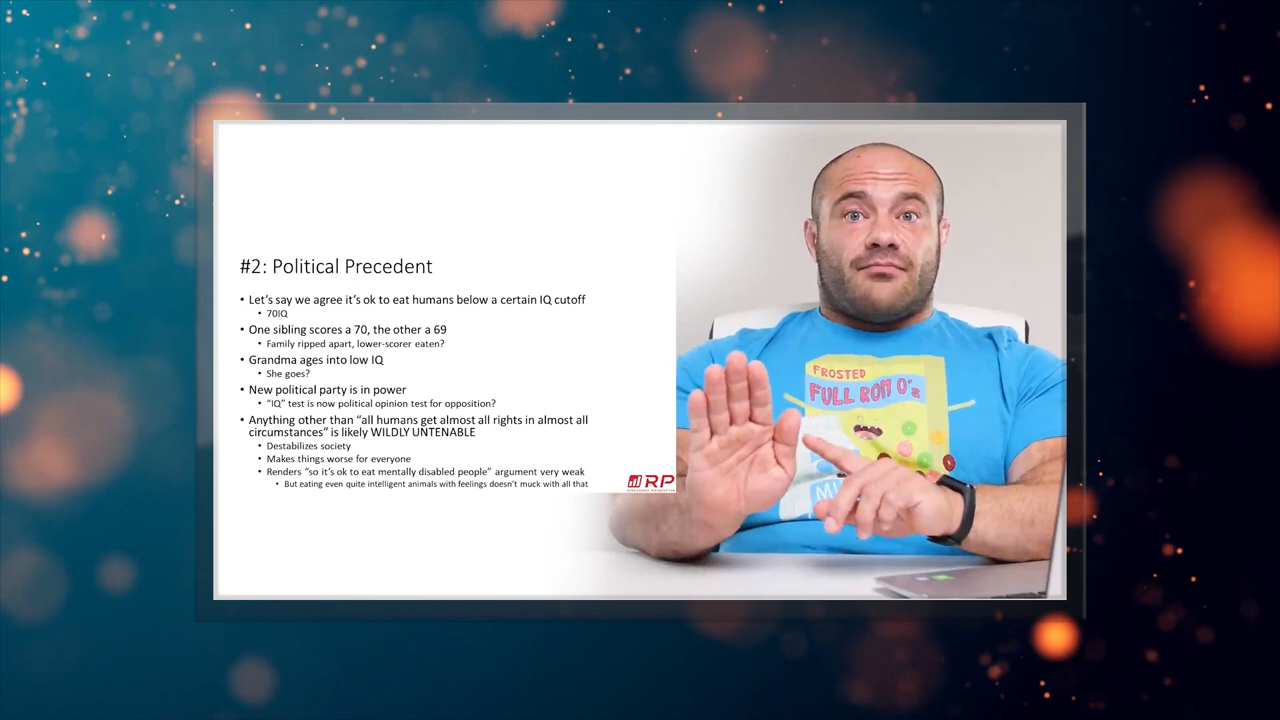 #2: Political Precedent
• Let's say we agree it's ok to eat humans below a certain IQ cutoff
• 70IQ
• One sibling scores a 70, the other a 69
• Family ripped apart, lower-scorer eaten?
• Grandma ages into low IQ
• She goes?
• New political party is in power
• "IQ" test is now political opinion test for opposition?
• Anything other than "all humans get almost all rights in almost all
circumstances" is likely WILDLY UNTENABLE
• Destabilizes society
• Makes things worse for everyone
• Renders "so it's ok to eat mentally disabled people" argument very weak
• But eating even quite intelligent animals with feelings doesn't muck with all that
RP
FROSTED
FULL ROM O's